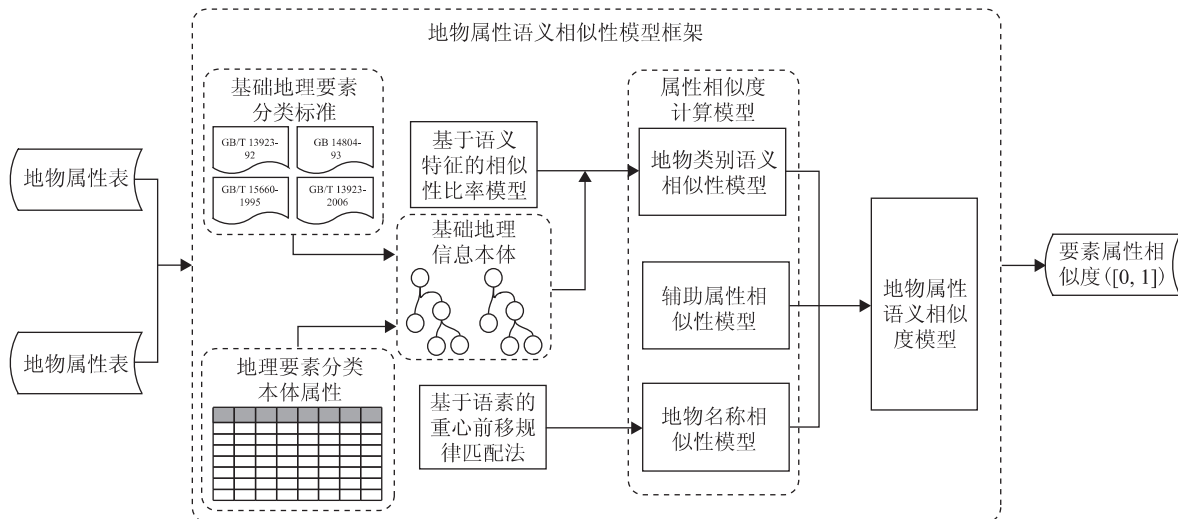 地物属性语义相似性模型框架
基础地理要素
分类标准
GB/T 13923-
92
GB 14804-
93
GB/T 15660-
1995
GB/T 13923-
2006
地物属性表
地物属性表
基于语义
特征的相似
性比率模型
基础地理
信息本体
地理要素分类
本体属性
基于语素的
重心前移规
律匹配法
属性相似度
计算模型
地物类别语义
相似性模型
辅助属性相
似性模型
地物名称相
似性模型
地物属性
语义相似
度模型
要素属性相
似度([0, 1])